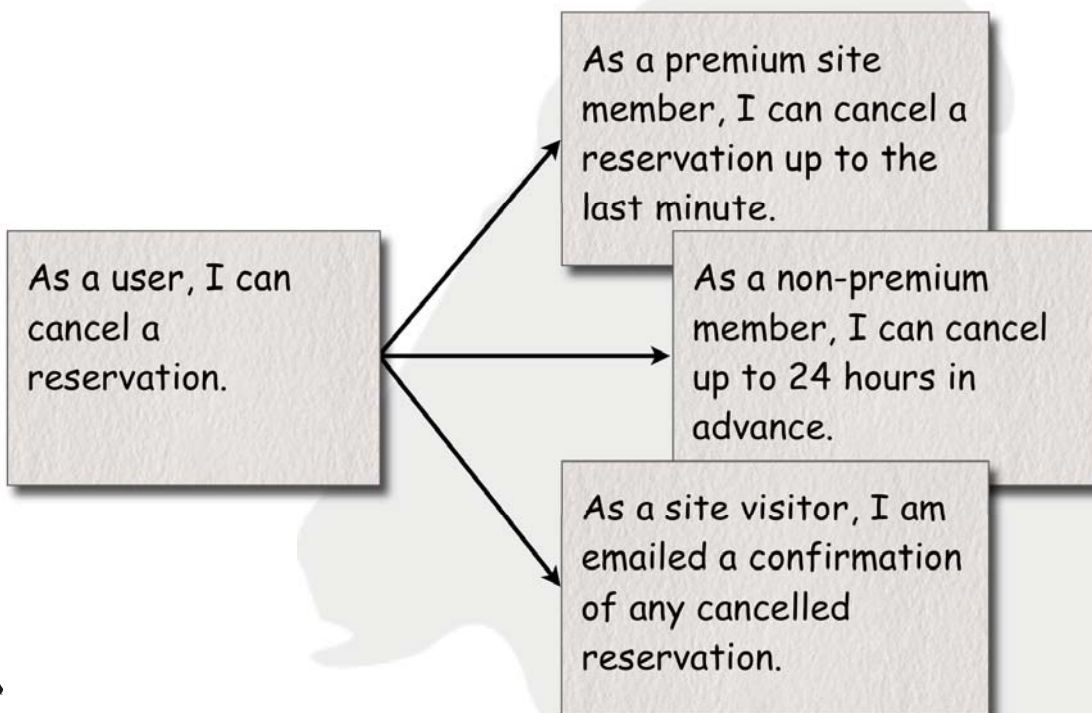 As a user, I can
cancel a
reservation.
As a premium site
member, I can cancel a
reservation up to the
last minute.
As a non-premium
member, I can cancel
up to 24 hours in
advance.
As a site visitor, I am
emailed a confirmation
of any cancelled
reservation.